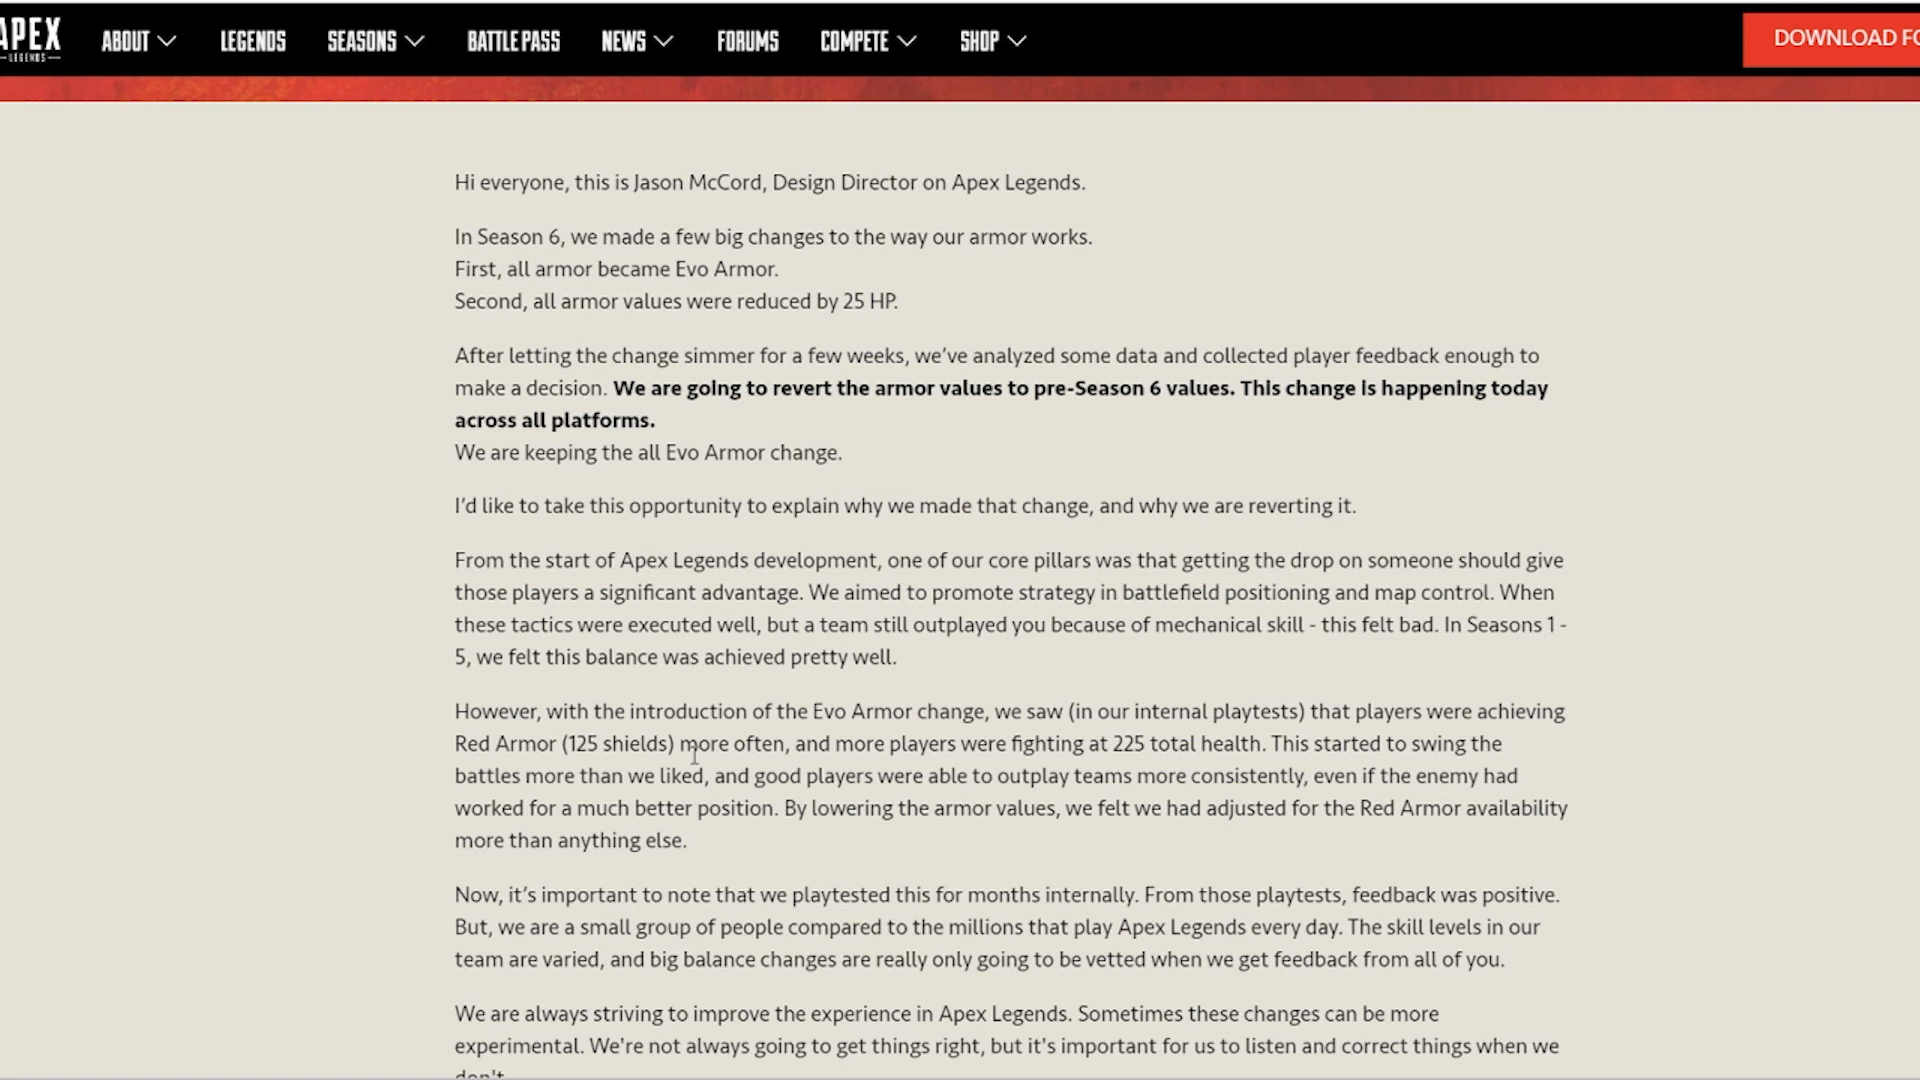 APEX
LEGENDS
ABOUT
LEGENDS
SEASONS
BATTLE PASS
NEWS
FORUMS
COMPETE
SHOP
DOWNLOAD FO
Hi everyone, this is Jason McCord, Design Director on Apex Legends.
In Season 6, we made a few big changes to the way our armor works.
First, all armor became Evo Armor.
Second, all armor values were reduced by 25 HP.
After letting the change simmer for a few weeks, we've analyzed some data and collected player feedback enough to
make a decision. We are going to revert the armor values to pre-Season 6 values. This change is happening today
across all platforms.
We are keeping the all Evo Armor change.
I'd like to take this opportunity to explain why we made that change, and why we are reverting it.
From the start of Apex Legends development, one of our core pillars was that getting the drop on someone should give
those players a significant advantage. We aimed to promote strategy in battlefield positioning and map control. When
these tactics were executed well, but a team still outplayed you because of mechanical skill - this felt bad. In Seasons 1 -
5, we felt this balance was achieved pretty well.
However, with the introduction of the Evo Armor change, we saw (in our internal playtests) that players were achieving
Red Armor (125 shields) more often, and more players were fighting at 225 total health. This started to swing the
battles more than we liked, and good players were able to outplay teams more consistently, even if the enemy had
worked for a much better position. By lowering the armor values, we felt we had adjusted for the Red Armor availability
more than anything else.
Now, it's important to note that we playtested this for months internally. From those playtests, feedback was positive.
But, we are a small group of people compared to the millions that play Apex Legends every day. The skill levels in our
team are varied, and big balance changes are really only going to be vetted when we get feedback from all of you.
We are always striving to improve the experience in Apex Legends. Sometimes these changes can be more
experimental. We're not always going to get things right, but it's important for us to listen and correct things when we
don't